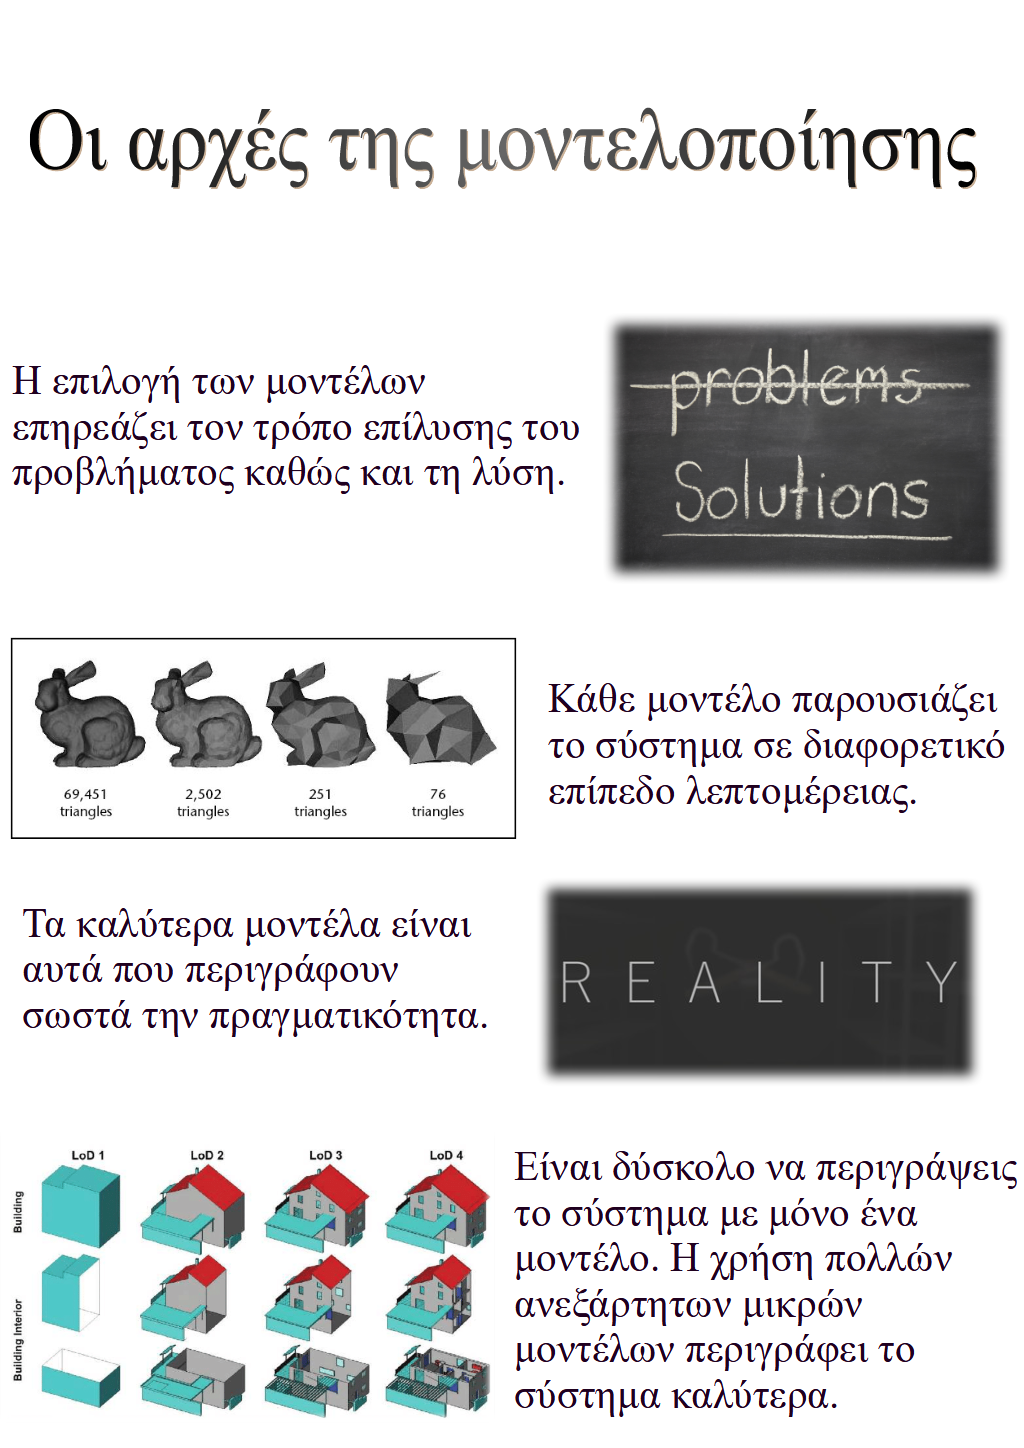 Οι αρχές της μοντελοποίησης
Η επιλογή των μοντέλων
επηρεάζει τον τρόπο επίλυσης του
προβλήματος καθώς και τη λύση.
problems
Solutions
69,451
triangles
2,502
triangles
251
triangles
76
triangles
Κάθε μοντέλο παρουσιάζει
το σύστημα σε διαφορετικό
επίπεδο λεπτομέρειας.
Τα καλύτερα μοντέλα είναι
αυτά που περιγράφουν
σωστά την πραγματικότητα.
REALITY
LoD 1
LoD 2
LoD 3
LoD 4
Building
Building Interior
Είναι δύσκολο να περιγράψεις
το σύστημα με μόνο ένα
μοντέλο. Η χρήση πολλών
ανεξάρτητων μικρών
μοντέλων περιγράφει το
σύστημα καλύτερα.